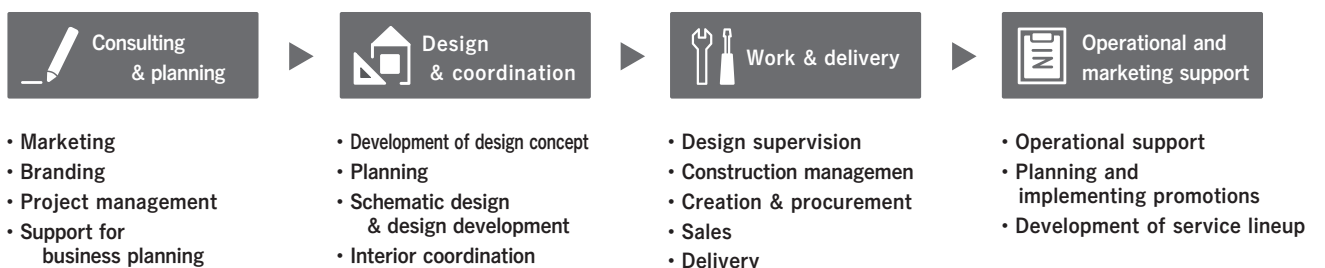 Consulting
& planning
• Marketing
• Branding
• Project management
• Support for
business planning
Design
& coordination
• Development of design concept
• Planning
• Schematic design
& design development
• Interior coordination
Work & delivery
• Design supervision
• Construction managemen
• Creation & procurement
• Sales
• Delivery
Operational and
marketing support
• Operational support
• Planning and
implementing promotions
• Development of service lineup